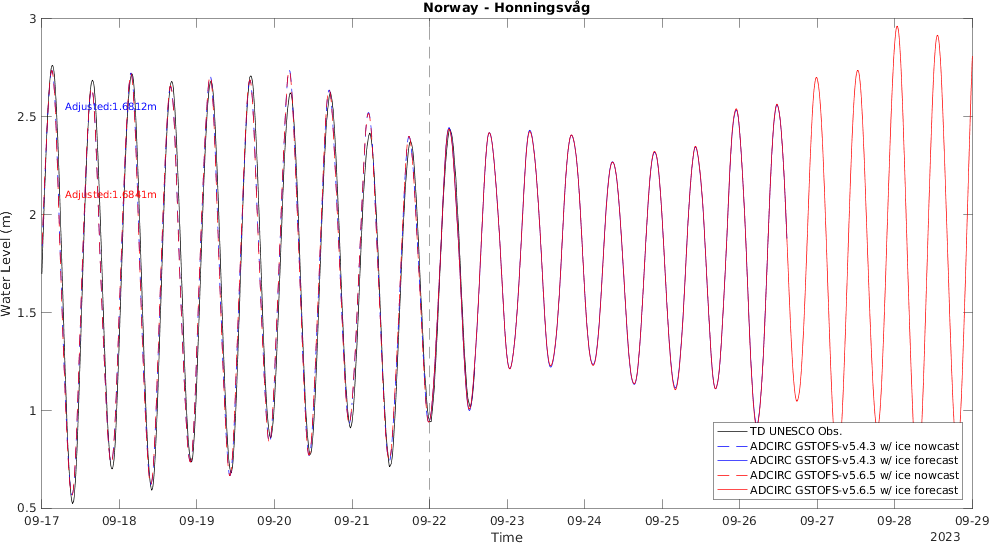 Norway - Honningsvåg
3
2.5
2
1.5
1
0.5
Water Level (m)
Adjusted:1.6812m
Adjusted:1.6841m
TD UNESCO Obs.
ADCIRC GSTOFS-v5.4.3 w/ ice nowcast
ADCIRC GSTOFS-v5.4.3 w/ ice forecast
ADCIRC GSTOFS-v5.6.5 w/ ice nowcast
ADCIRC GSTOFS-v5.6.5 w/ ice forecast
09-17 09-18 09-19 09-20 09-21 09-22 09-23 09-24 09-25 09-26 09-27 09-28 09-29
Time
2023